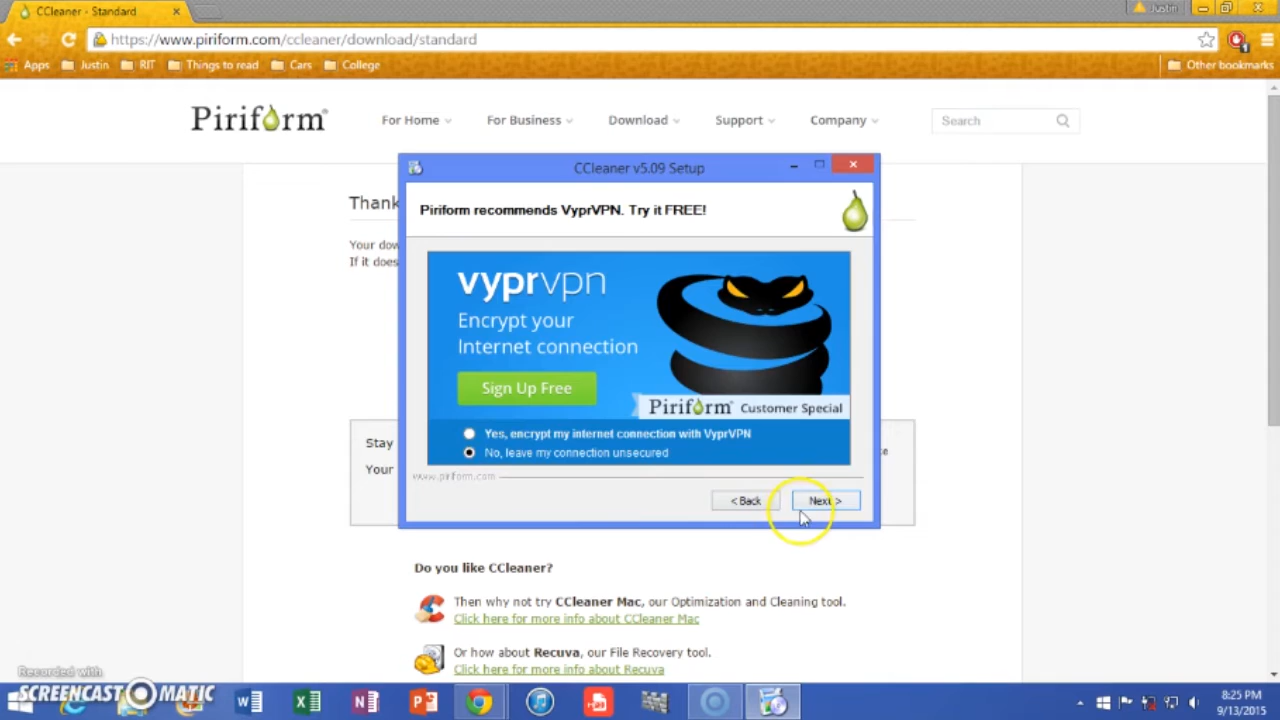 CCleaner - Standard
Justin
https://www.piriform.com/ccleaner/download/standard
1
Apps Justin RIT Things to read Cars College Other bookmarks
Piriform®
For Home For Business Download Support Company Search
CCleaner v5.09 Setup
Thank
Piriform recommends VyprVPN. Try it FREE!
Your dow
If it does
vyprvpn
Encrypt your
Internet connection
Sign Up Free
Piriform® Customer Special
Yes, encrypt my internet connection with VyprVPN
No, leave my connection unsecured
Stay
Your
www.piriform.com
< Back Next >
Do you like CCleaner?
Then why not try CCleaner Mac, our Optimization and Cleaning tool.
Click here for more info about CCleaner Mac
Or how about Recuva, our File Recovery tool.
Click here for more info about Recuva
Recorded with
SCREENCAST-O-MATIC
8:25 PM
9/13/2015